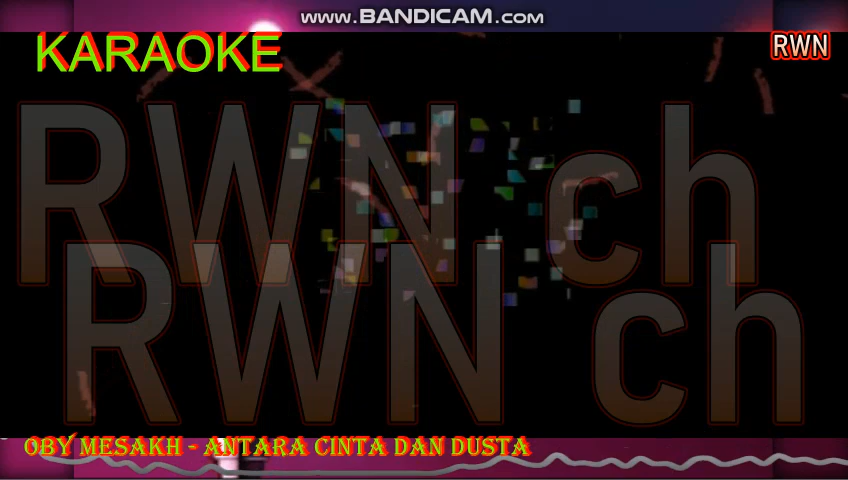 WWW.BANDICAM.COM
KARAOKE
RWN
RWN ch
RWN ch
OBY MESAKH - ANTARA CINTA DAN DUSTA